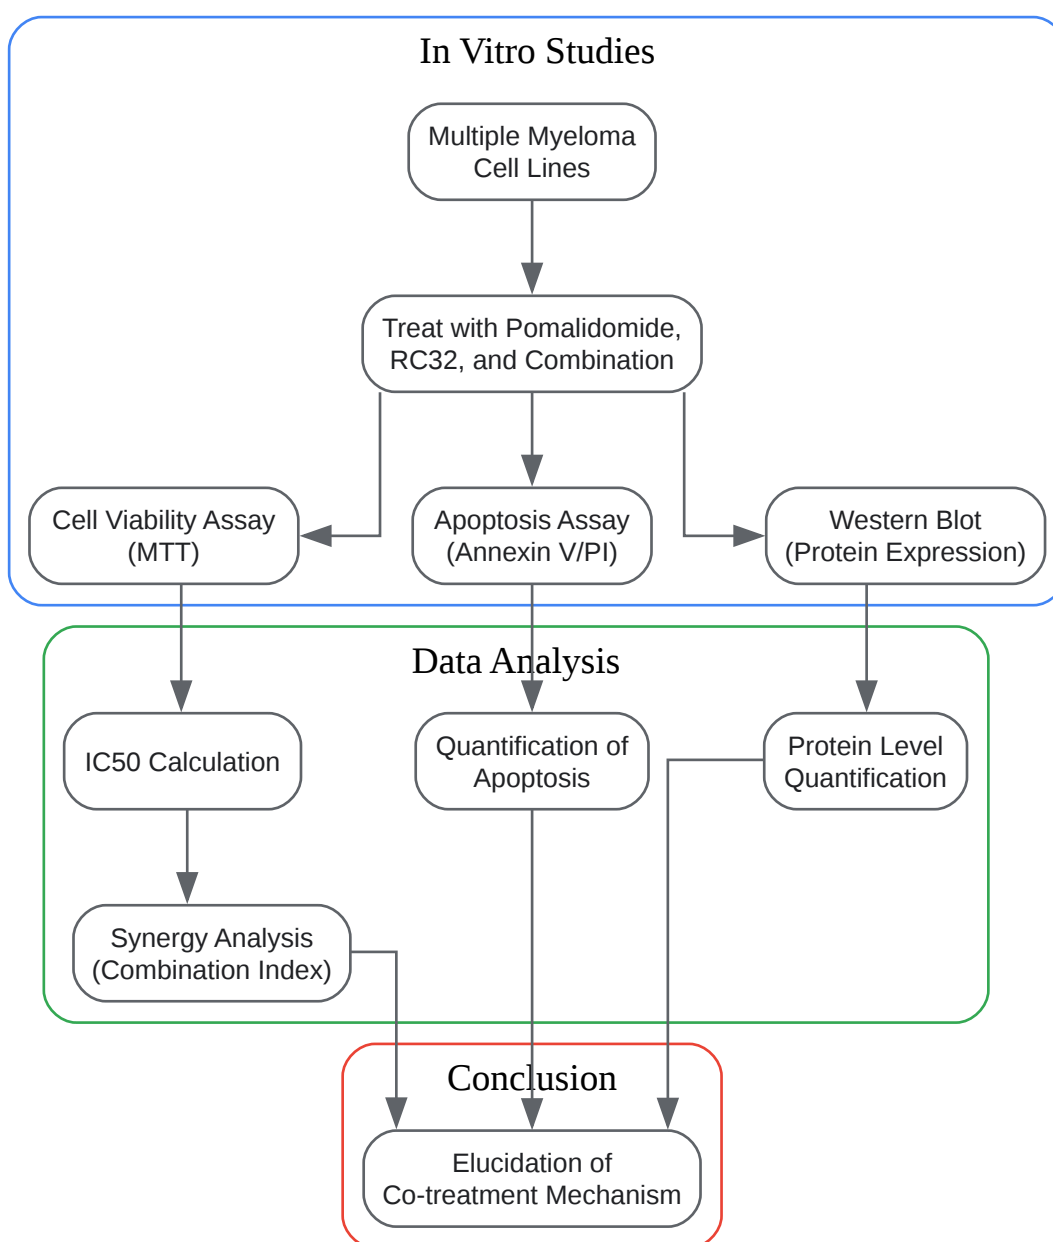 In Vitro Studies
Multiple Myeloma
Cell Lines
Treat with Pomalidomide,
RC32, and Combination
Cell Viability Assay
(MTT)
Apoptosis Assay
(Annexin V/PI)
Western Blot
(Protein Expression)
Data Analysis
IC50 Calculation
Quantification of
Apoptosis
Protein Level
Quantification
Synergy Analysis
(Combination Index)
Conclusion
Elucidation of
Co-treatment Mechanism